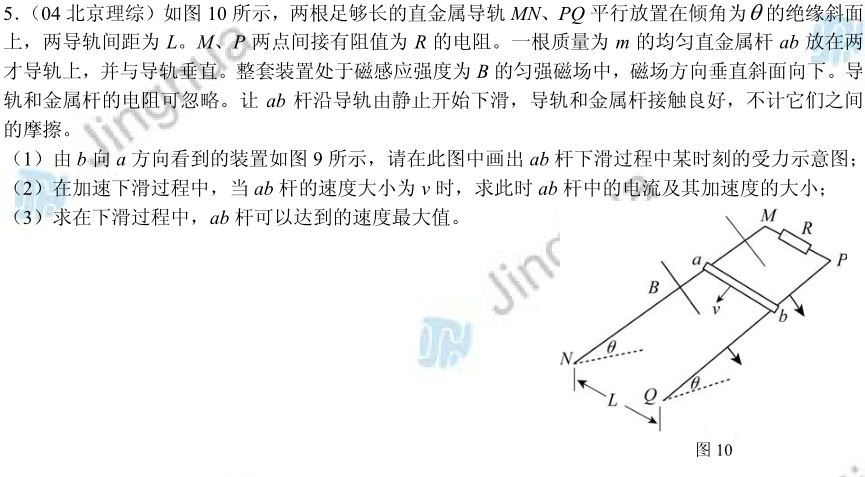 5.（04 北京理综）如图 10 所示，两根足够长的直金属导轨 MN、PQ 平行放置在倾角为θ的绝缘斜面
上，两导轨间距为 L。M、P 两点间接有阻值为 R 的电阻。一根质量为 m 的均匀直金属杆 ab 放在两
才导轨上，并与导轨垂直。整套装置处于磁感应强度为 B 的匀强磁场中，磁场方向垂直斜面向下。导
轨和金属杆的电阻可忽略。让 ab 杆沿导轨由静止开始下滑，导轨和金属杆接触良好，不计它们之间
的摩擦。
（1）由 b 向 a 方向看到的装置如图 9 所示，请在此图中画出 ab 杆下滑过程中某时刻的受力示意图；
（2）在加速下滑过程中，当 ab 杆的速度大小为 v 时，求此时 ab 杆中的电流及其加速度的大小；
（3）求在下滑过程中，ab 杆可以达到的速度最大值。
M
R
P
a
B
v
b
N
θ
θ
L
Q
图 10
Jinghua
Jin